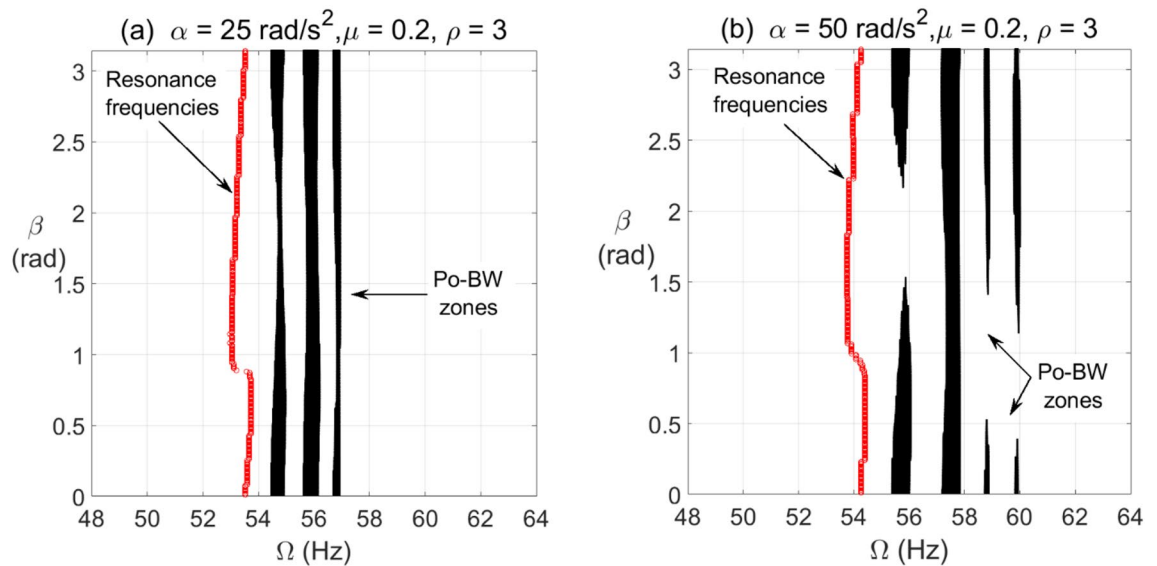 (a) α = 25 rad/s²,μ = 0.2, ρ = 3
Resonance
frequencies
3
2.5
2
1.5
1
0.5
0
β
(rad)
Po-BW
zones
48 50 52 54 56 58 60 62 64
Ω (Hz)
(b) α = 50 rad/s²,μ = 0.2, ρ = 3
Resonance
frequencies
3
2.5
2
1.5
1
0.5
0
β
(rad)
Po-BW
zones
48 50 52 54 56 58 60 62 64
Ω (Hz)